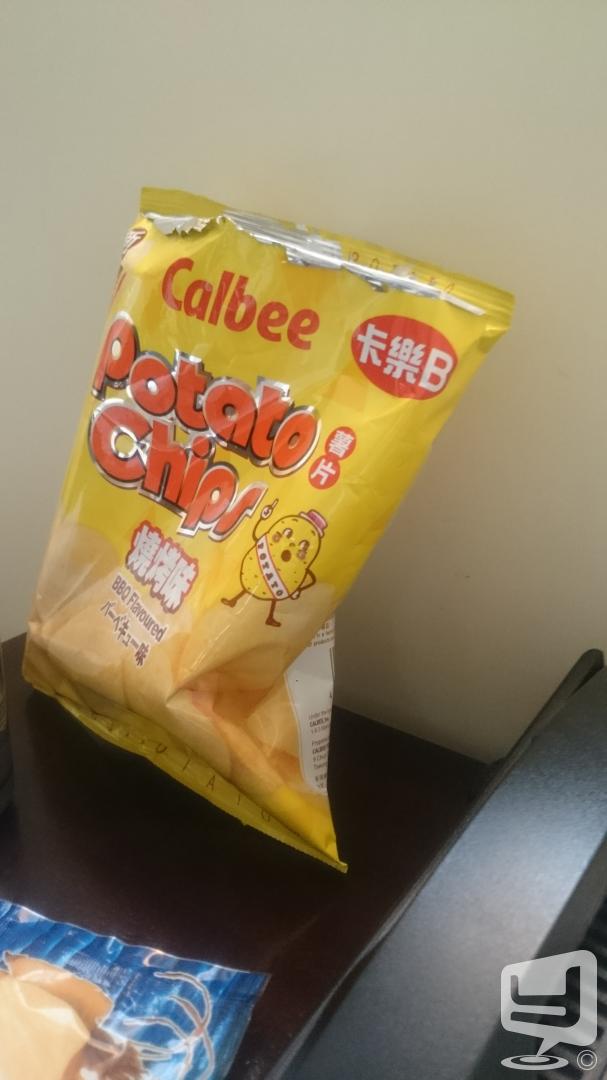 Calbee
卡樂B
Potato
Chips
薯
片
燒烤味
BBQ Flavoured
バーベキュー味
POTATO